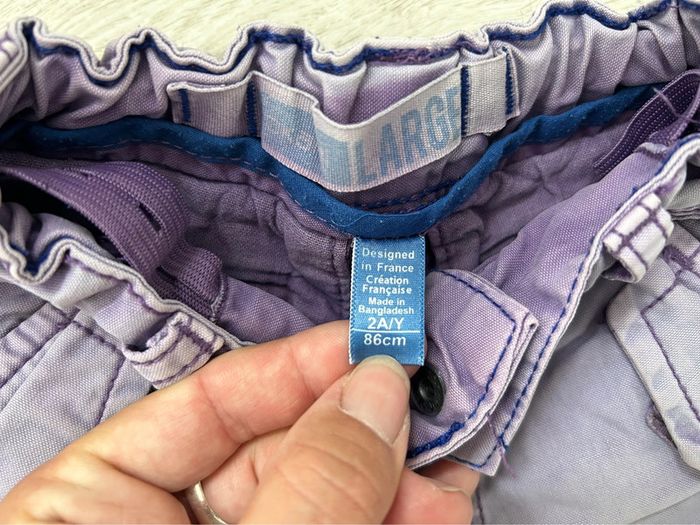 LARGE
Designed
in France
Création
Française
Made in
Bangladesh
2A/Y
86cm